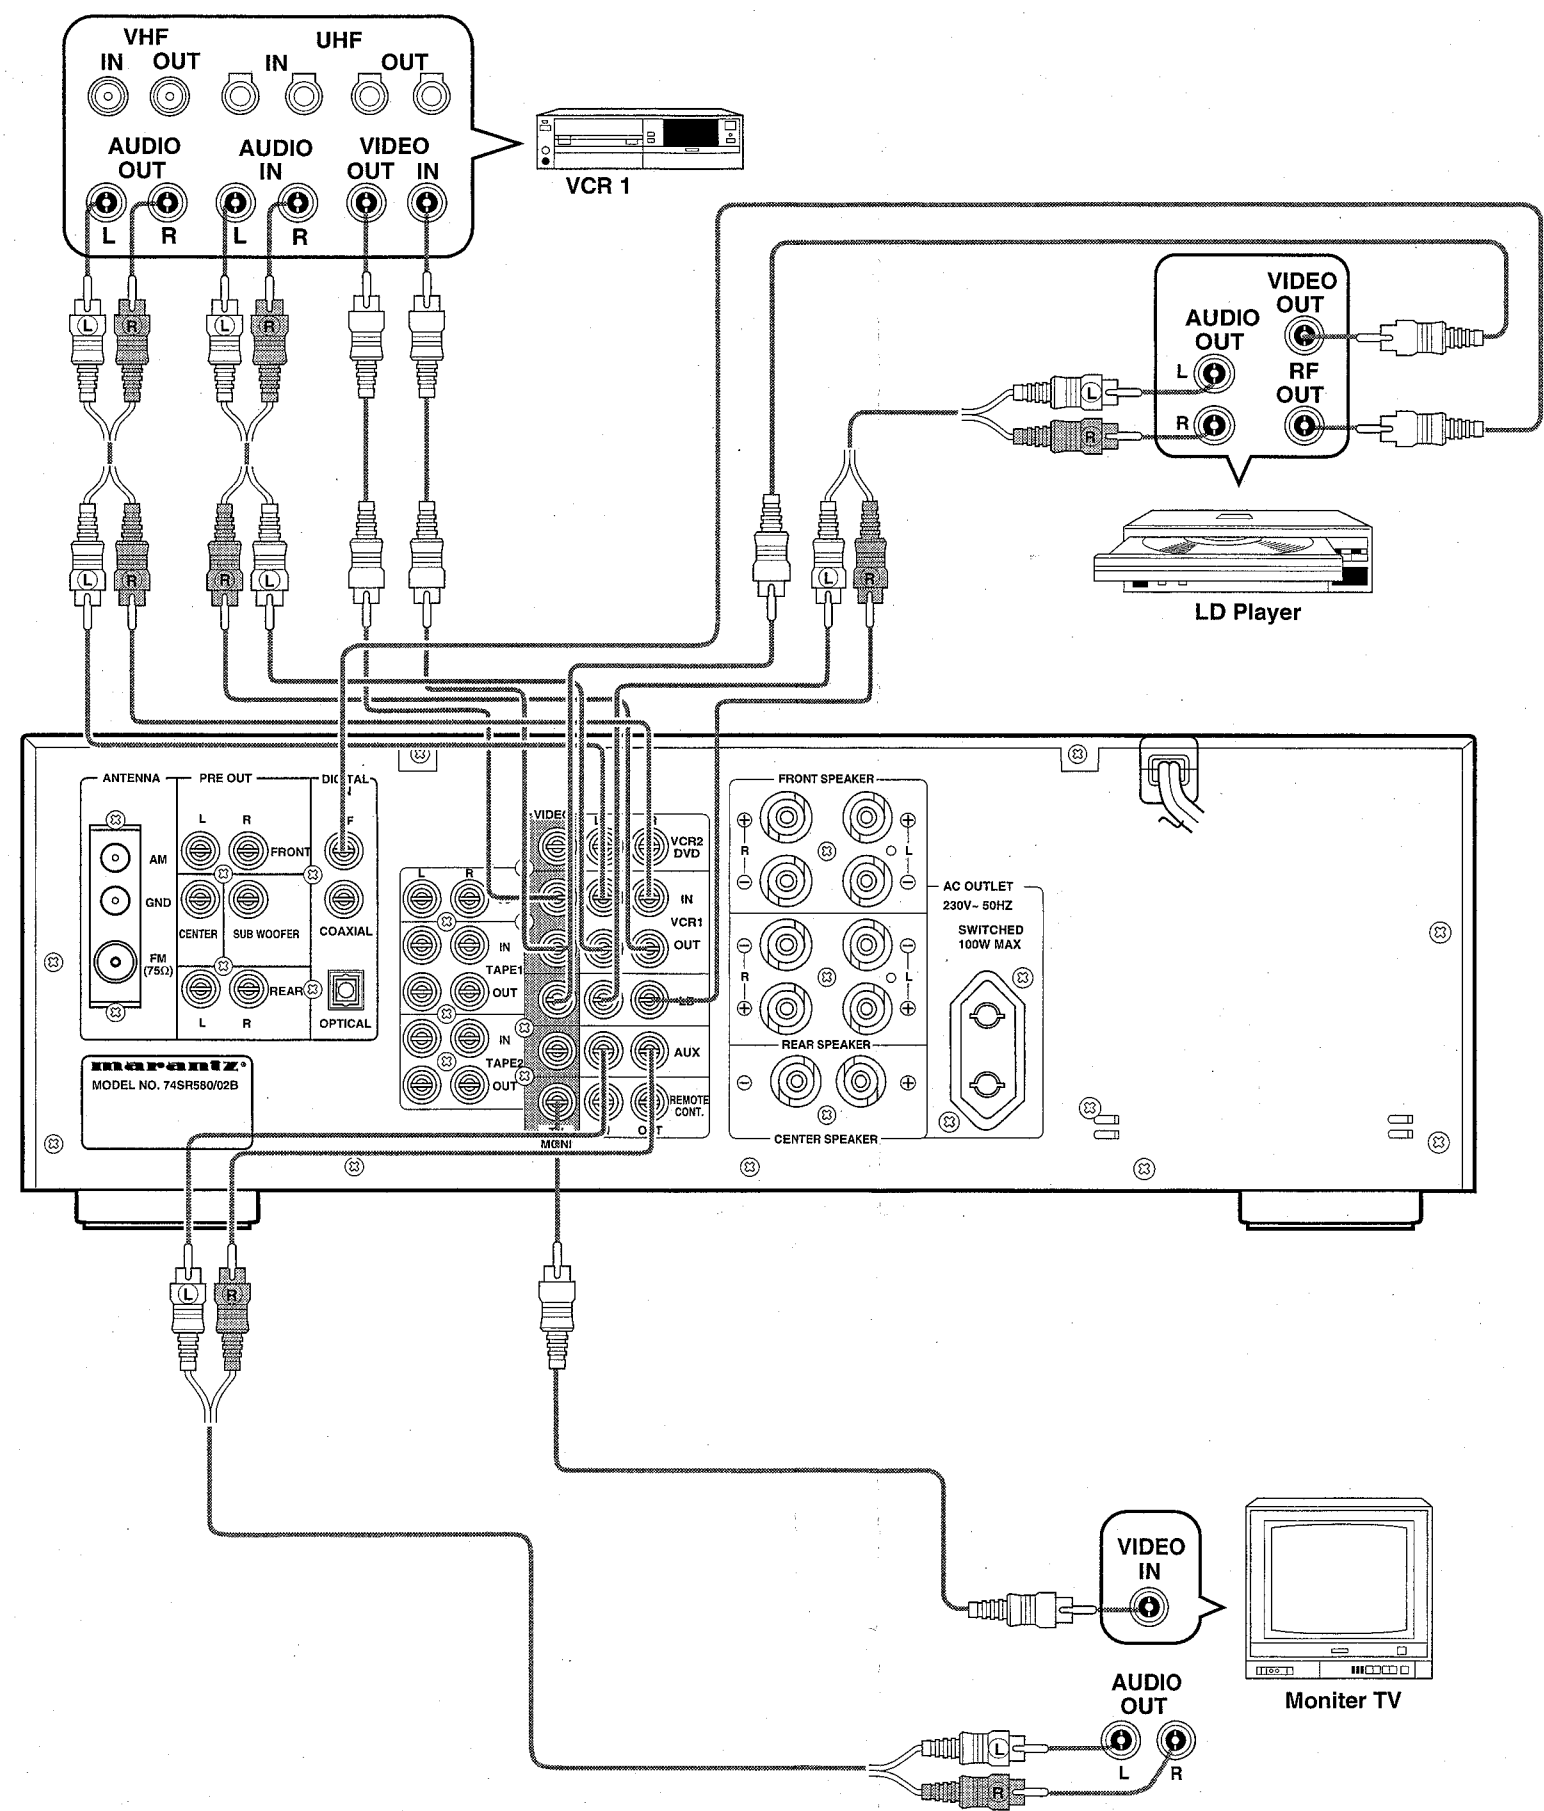 VHF
IN OUT
UHF
IN OUT
AUDIO
OUT
AUDIO
IN
VIDEO
OUT IN
L R L R
VCR 1
L R L R
L R R L
VIDEO
OUT
AUDIO
OUT
L
RF
OUT
R
L
R
L R
LD Player
ANTENNA
PRE OUT
L R
FRONT
AM
GND
FM
(75Ω)
CENTER
SUB WOOFER
REAR
L R
COAXIAL
OPTICAL
marantz
MODEL NO. 74SR580/02B
L R
IN
TAPE1
OUT
IN
TAPE2
OUT
VIDEO
VCR2
DVD
IN
VCR1
OUT
LD
AUX
REMOTE
CONT.
MONI
FRONT SPEAKER
+ R −
+ L −
− R +
− L +
REAR SPEAKER
− +
CENTER SPEAKER
AC OUTLET
230V~ 50HZ
SWITCHED
100W MAX
L R
VIDEO
IN
Moniter TV
AUDIO
OUT
L R
L
R